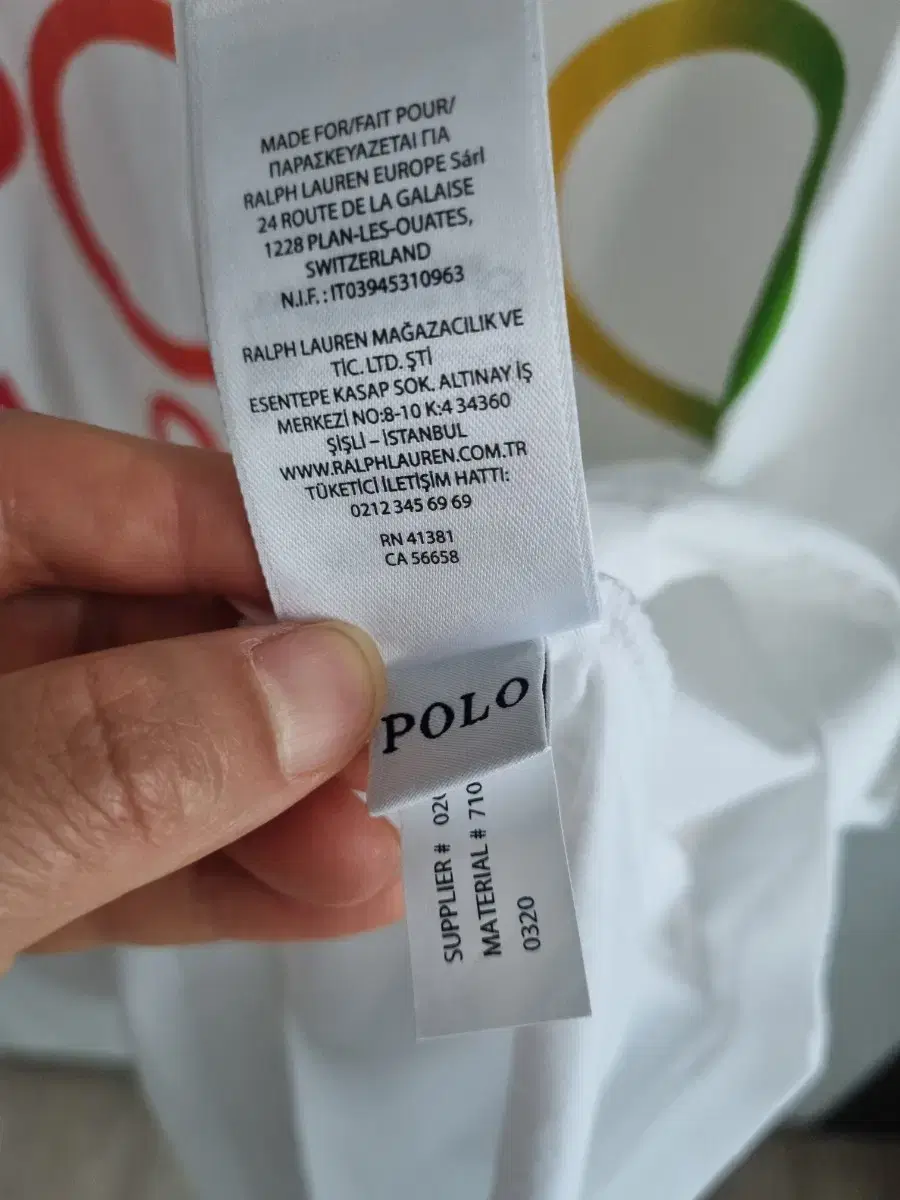 MADE FOR/FAIT POUR/
ΠΑΡΑΣΚΕΥΑΖΕΤΑΙ ΓΙΑ
RALPH LAUREN EUROPE Sárl
24 ROUTE DE LA GALAISE
1228 PLAN-LES-OUATES,
SWITZERLAND
N.I.F.: IT03945310963
RALPH LAUREN MAĞAZACILIK VE
TİC. LTD. ŞTİ
ESENTEPE KASAP SOK. ALTINAY İŞ
MERKEZİ NO:8-10 K:4 34360
ŞİŞLİ – İSTANBUL
WWW.RALPHLAUREN.COM.TR
TÜKETİCİ İLETİŞİM HATTI:
0212 345 69 69
RN 41381
CA 56658
POLO
SUPPLIER # 02
MATERIAL # 710
0320